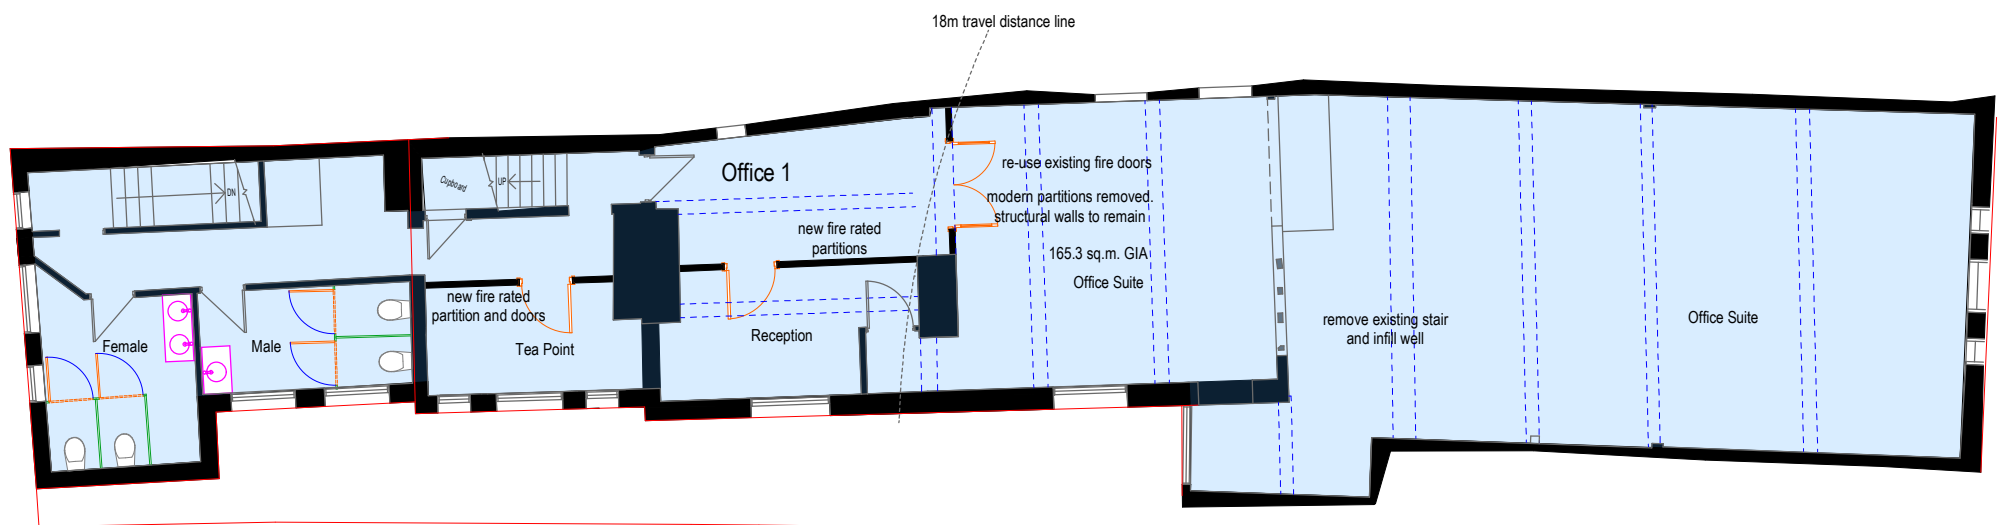 18m travel distance line
DN
Cupboard
UP
Office 1
re-use existing fire doors
modern partitions removed.
structural walls to remain
new fire rated
partitions
165.3 sq.m. GIA
Office Suite
new fire rated
partition and doors
Tea Point
Reception
Female
Male
remove existing stair
and infill well
Office Suite